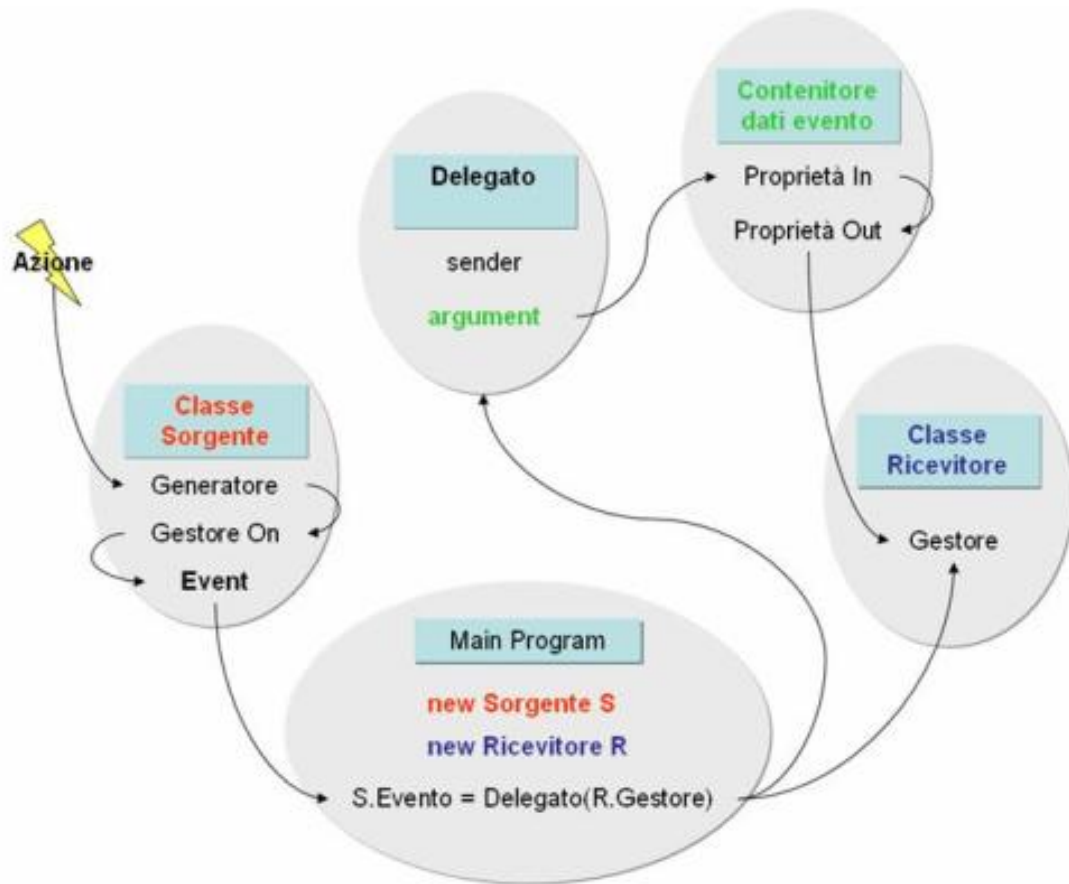 Azione
Classe
Sorgente
Generatore
Gestore On
Event
Main Program
new Sorgente S
new Ricevitore R
S.Evento = Delegato(R.Gestore)
Delegato
sender
argument
Contenitore
dati evento
Proprietà In
Proprietà Out
Classe
Ricevitore
Gestore